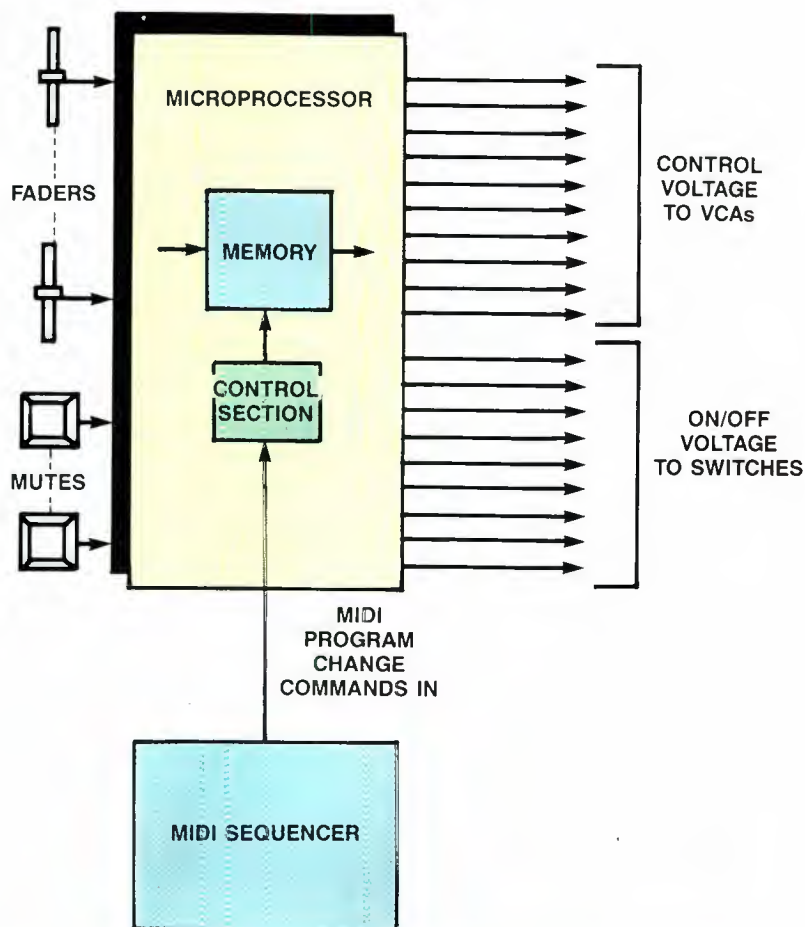 MICROPROCESSOR
FADERS
MEMORY
CONTROL
VOLTAGE
TO VCAs
CONTROL
SECTION
MUTES
ON/OFF
VOLTAGE
TO SWITCHES
MIDI
PROGRAM
CHANGE
COMMANDS IN
MIDI SEQUENCER